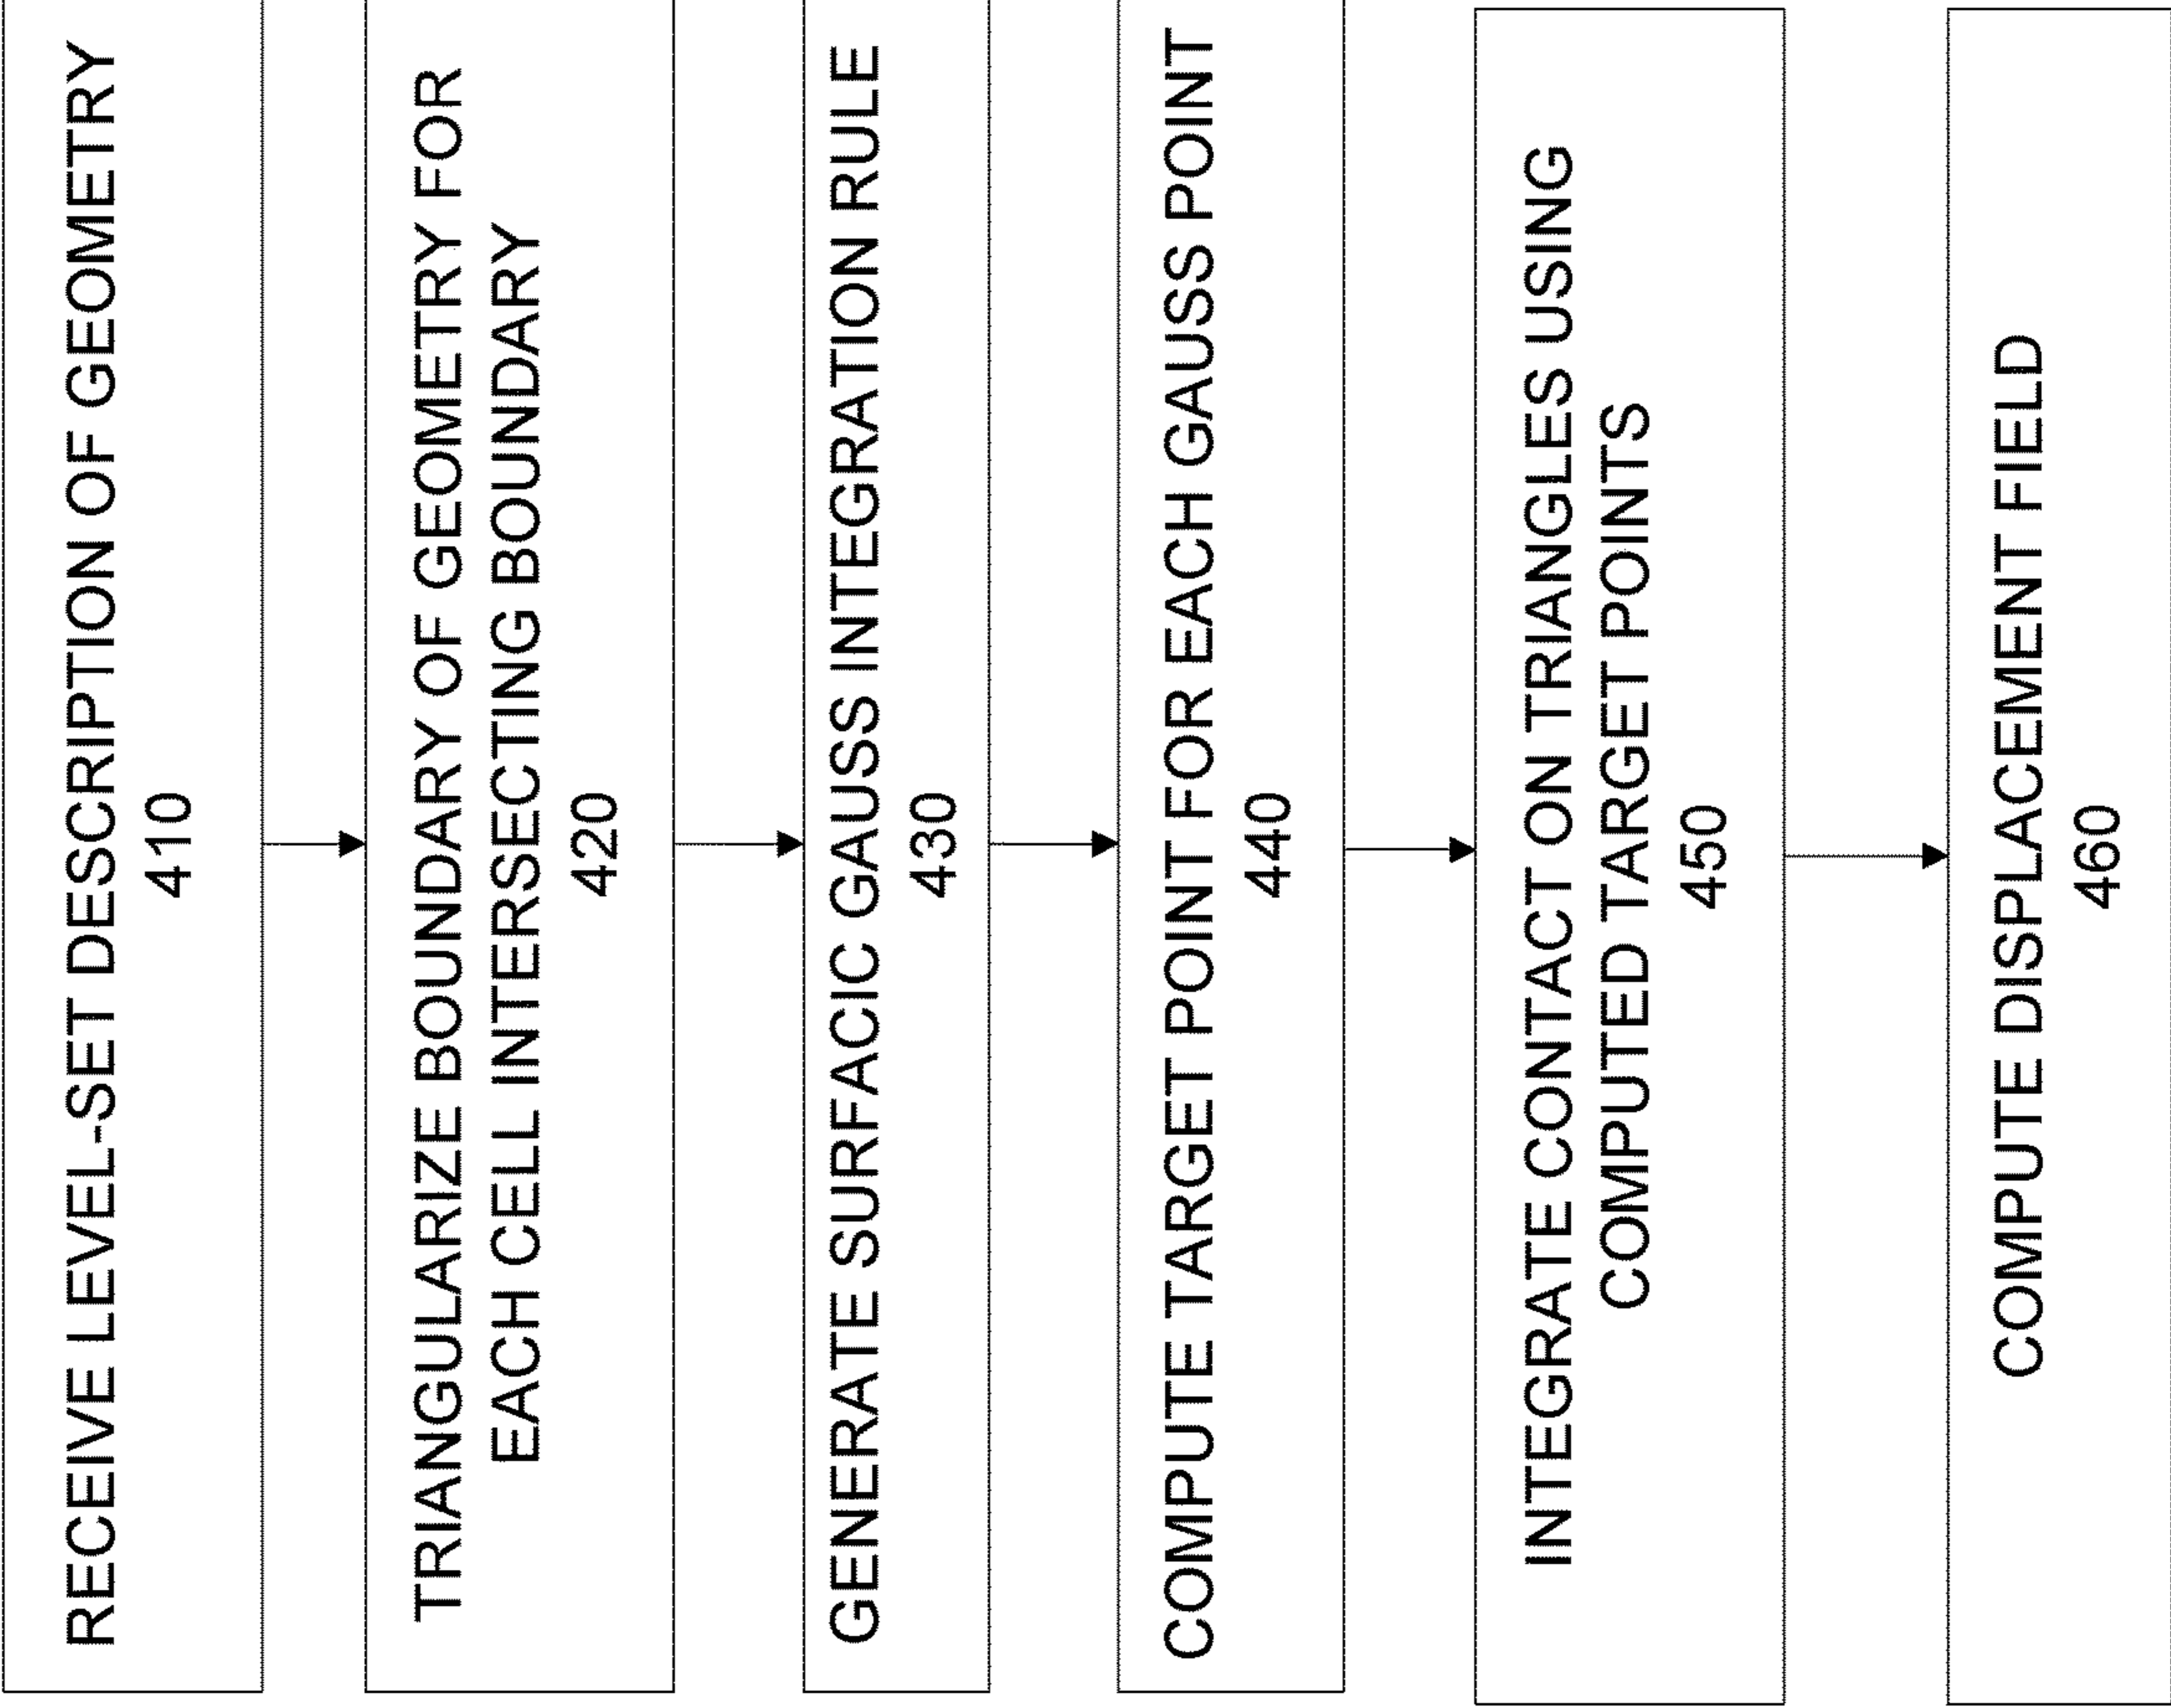 RECEIVE LEVEL-SET DESCRIPTION OF GEOMETRY
410
TRIANGULARIZE BOUNDARY OF GEOMETRY FOR
EACH CELL INTERSECTING BOUNDARY
420
GENERATE SURFACIC GAUSS INTEGRATION RULE
430
COMPUTE TARGET POINT FOR EACH GAUSS POINT
440
INTEGRATE CONTACT ON TRIANGLES USING
COMPUTED TARGET POINTS
450
COMPUTE DISPLACEMENT FIELD
460